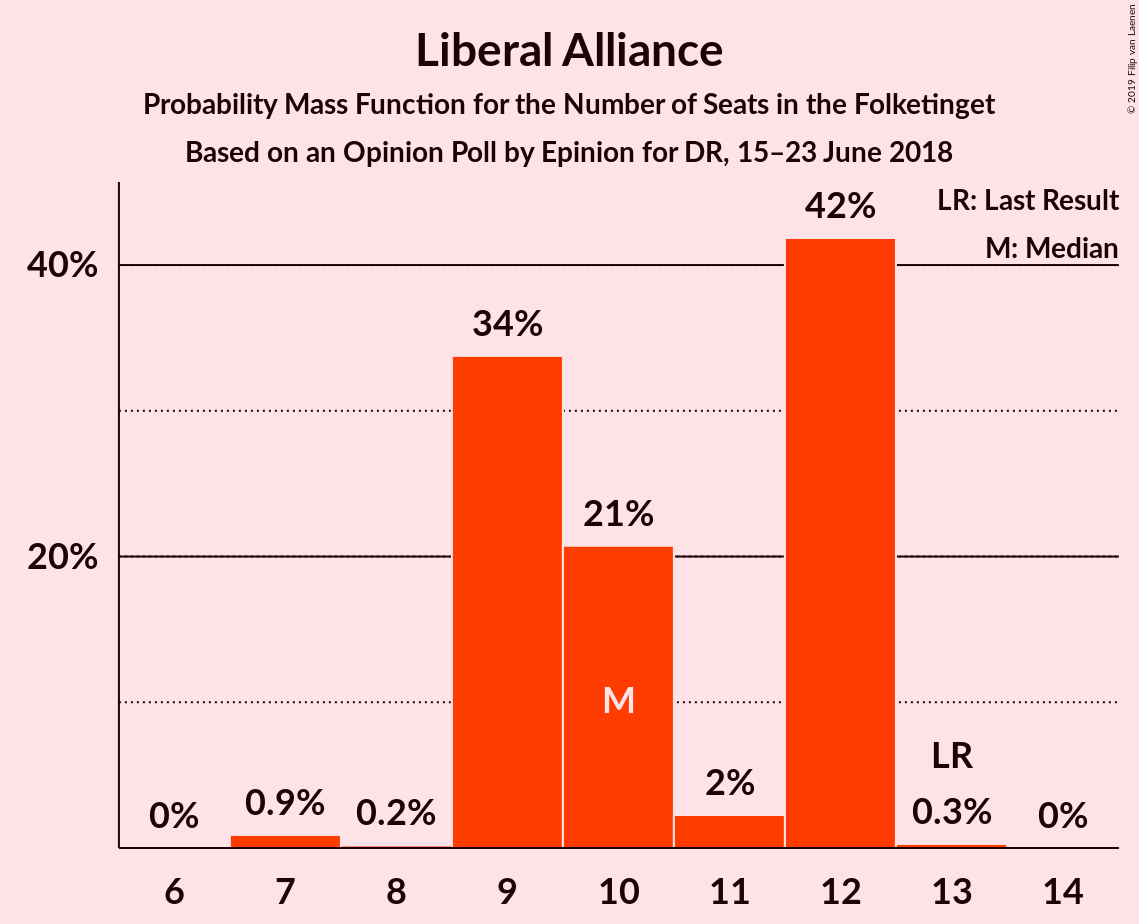 Liberal Alliance
Probability Mass Function for the Number of Seats in the Folketinget
Based on an Opinion Poll by Epinion for DR, 15–23 June 2018
© 2019 Filip van Laenen
LR: Last Result
M: Median
40%
20%
0%
0.9%
0.2%
34%
21%
M
2%
42%
LR
0.3%
0%
6 7 8 9 10 11 12 13 14